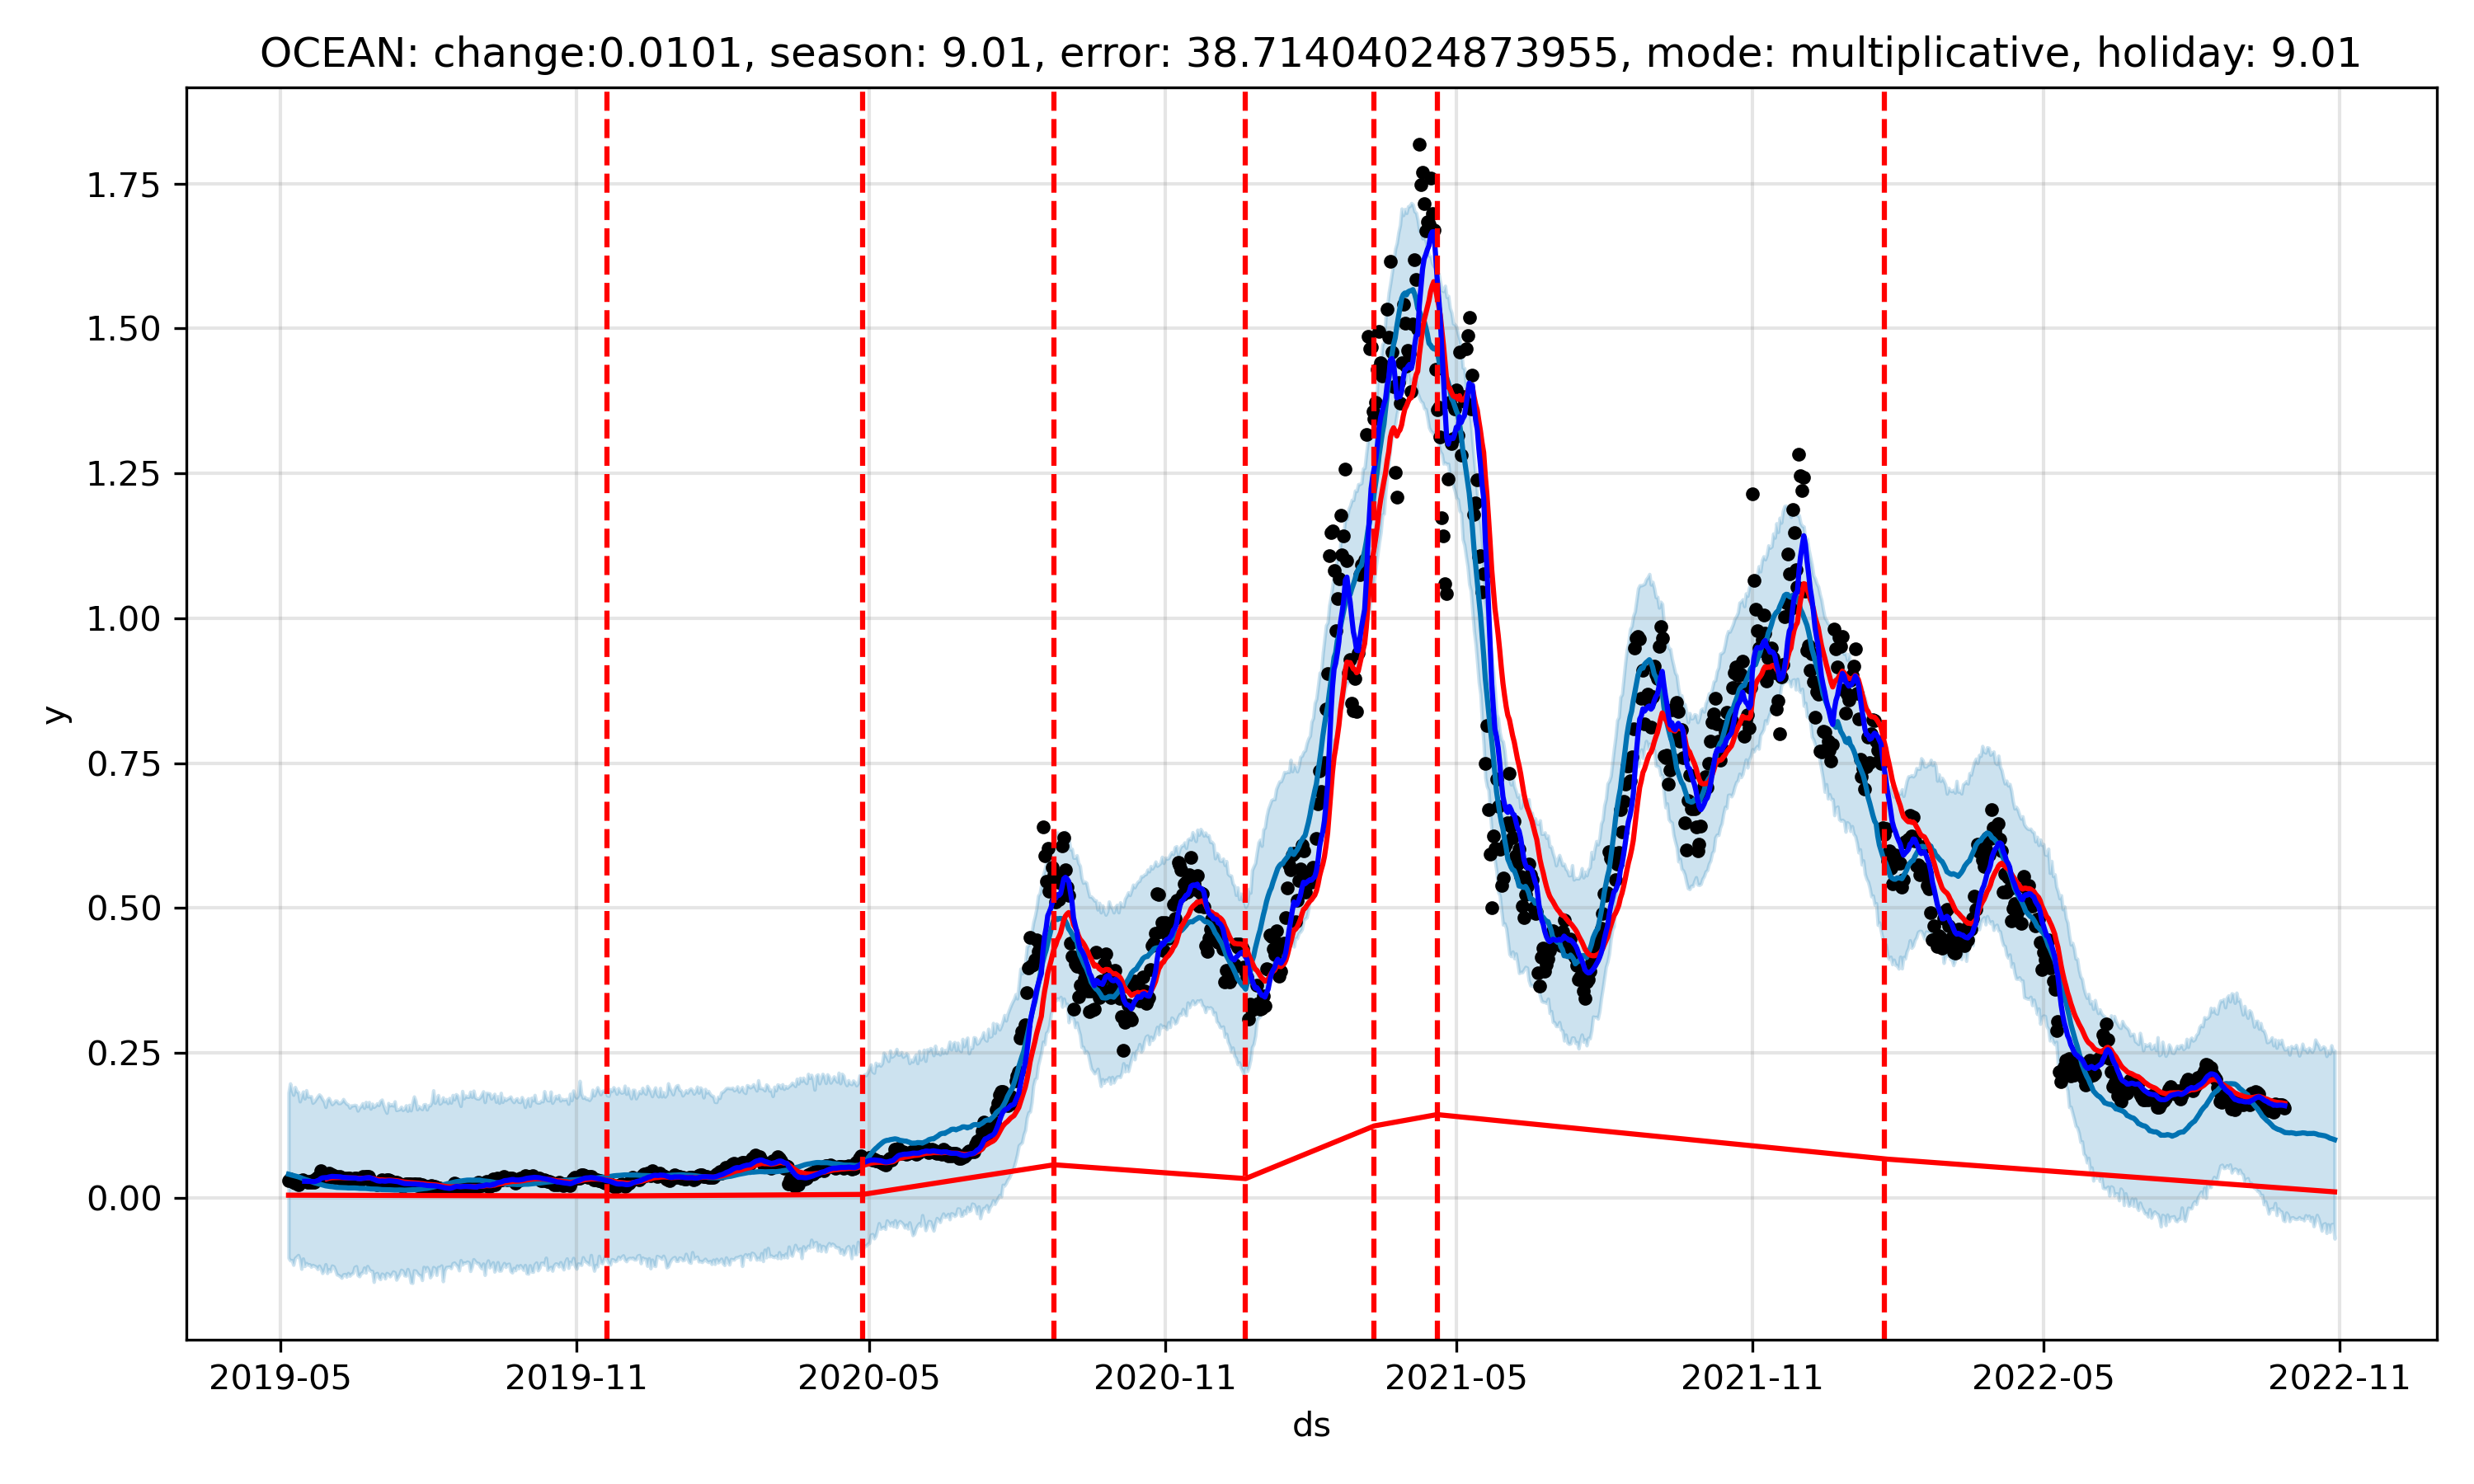 OCEAN: change:0.0101, season: 9.01, error: 38.71404024873955, mode: multiplicative, holiday: 9.01
y
1.75
1.50
1.25
1.00
0.75
0.50
0.25
0.00
2019-05 2019-11 2020-05 2020-11 2021-05 2021-11 2022-05 2022-11
ds